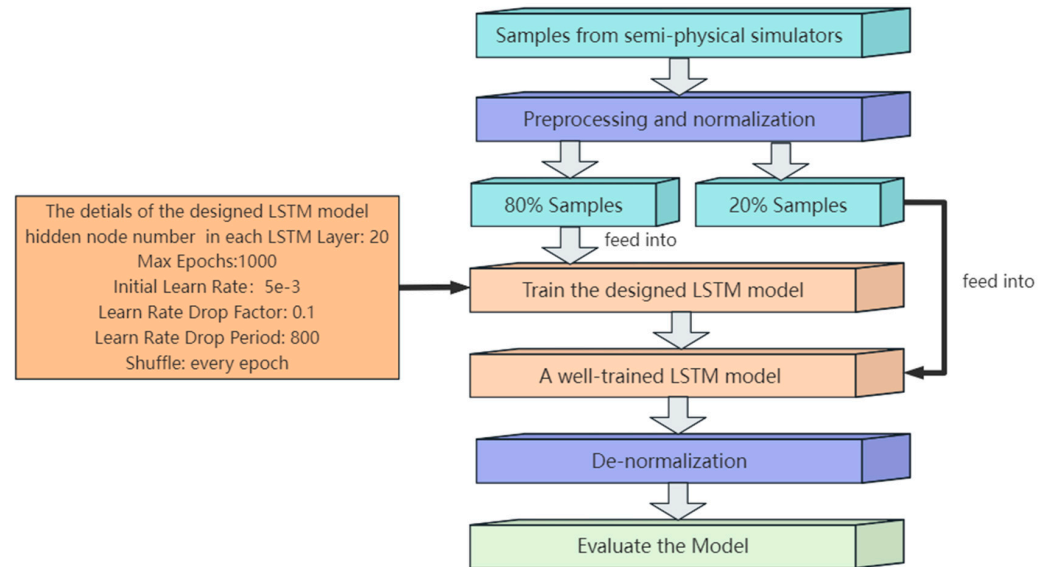 Samples from semi-physical simulators
Preprocessing and normalization
80% Samples
20% Samples
feed into
feed into
The detials of the designed LSTM model
hidden node number in each LSTM Layer: 20
Max Epochs:1000
Initial Learn Rate: 5e-3
Learn Rate Drop Factor: 0.1
Learn Rate Drop Period: 800
Shuffle: every epoch
Train the designed LSTM model
A well-trained LSTM model
De-normalization
Evaluate the Model